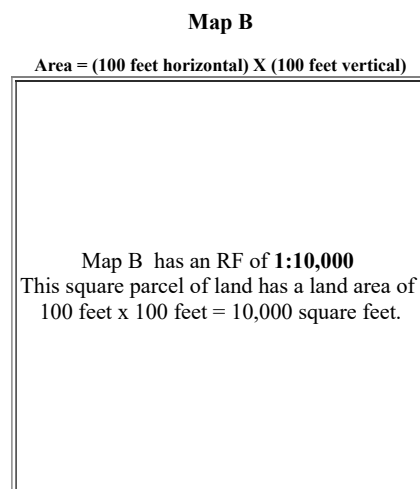 Map B
Area = (100 feet horizontal) X (100 feet vertical)
Map B has an RF of 1:10,000
This square parcel of land has a land area of
100 feet x 100 feet = 10,000 square feet.